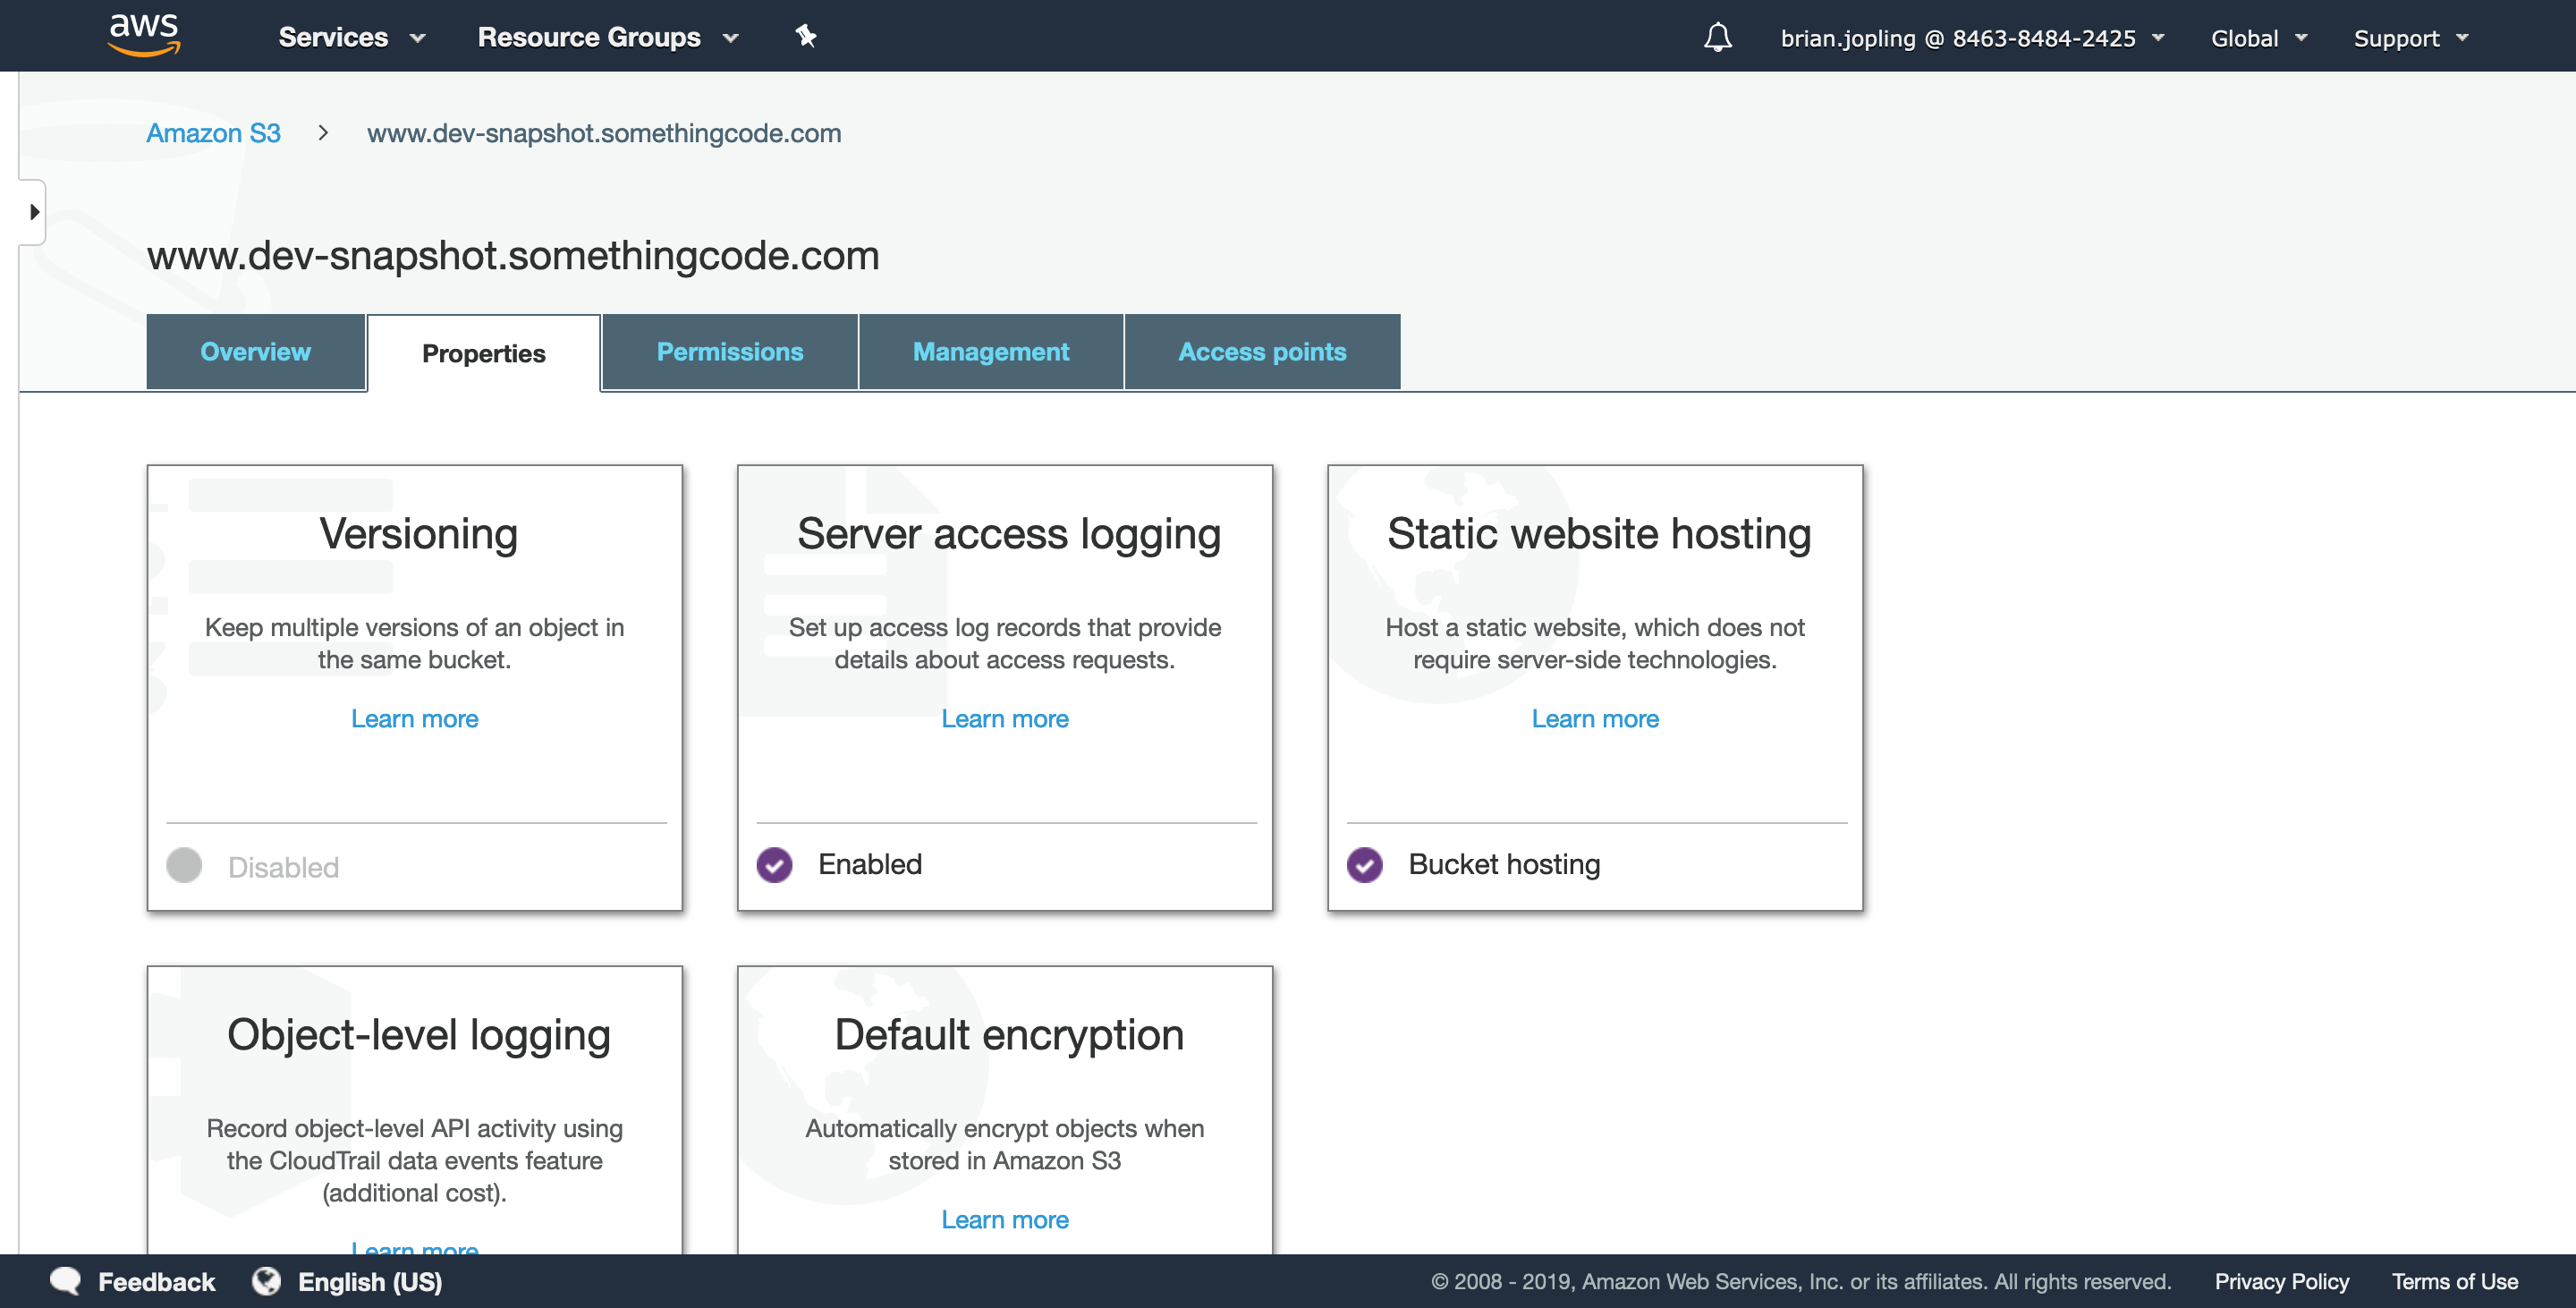 aws Services Resource Groups brian.jopling @ 8463-8484-2425 Global Support
Amazon S3 > www.dev-snapshot.somethingcode.com
www.dev-snapshot.somethingcode.com
Overview Properties Permissions Management Access points
Versioning
Keep multiple versions of an object in
the same bucket.
Learn more
Disabled
Server access logging
Set up access log records that provide
details about access requests.
Learn more
Enabled
Static website hosting
Host a static website, which does not
require server-side technologies.
Learn more
Bucket hosting
Object-level logging
Record object-level API activity using
the CloudTrail data events feature
(additional cost).
Learn more
Default encryption
Automatically encrypt objects when
stored in Amazon S3
Learn more
Feedback English (US) © 2008 - 2019, Amazon Web Services, Inc. or its affiliates. All rights reserved. Privacy Policy Terms of Use